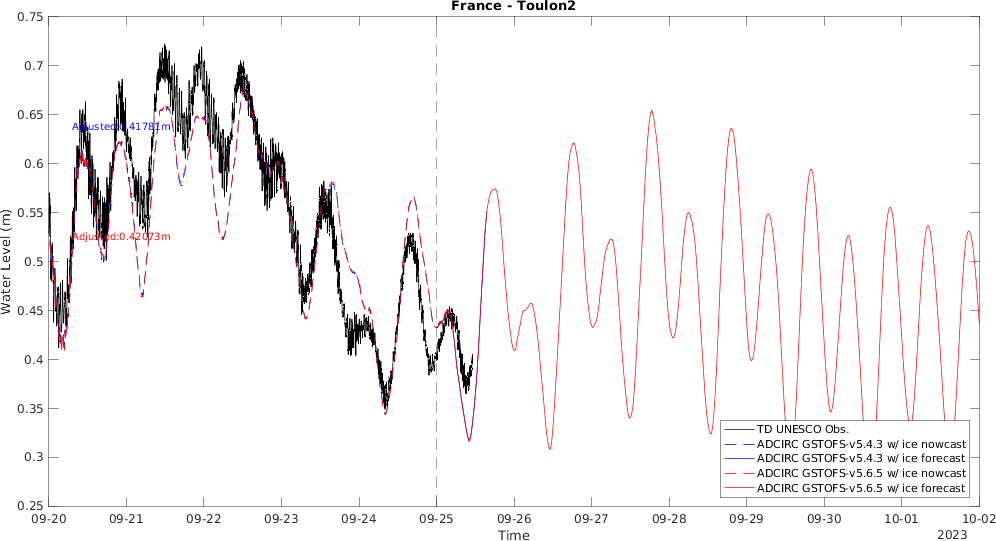 France - Toulon2
0.75
0.7
0.65
0.6
0.55
0.5
0.45
0.4
0.35
0.3
0.25
Water Level (m)
Adjusted:0.41781m
Adjusted:0.42073m
TD UNESCO Obs.
ADCIRC GSTOFS-v5.4.3 w/ ice nowcast
ADCIRC GSTOFS-v5.4.3 w/ ice forecast
ADCIRC GSTOFS-v5.6.5 w/ ice nowcast
ADCIRC GSTOFS-v5.6.5 w/ ice forecast
09-20 09-21 09-22 09-23 09-24 09-25 09-26 09-27 09-28 09-29 09-30 10-01 10-02
Time
2023